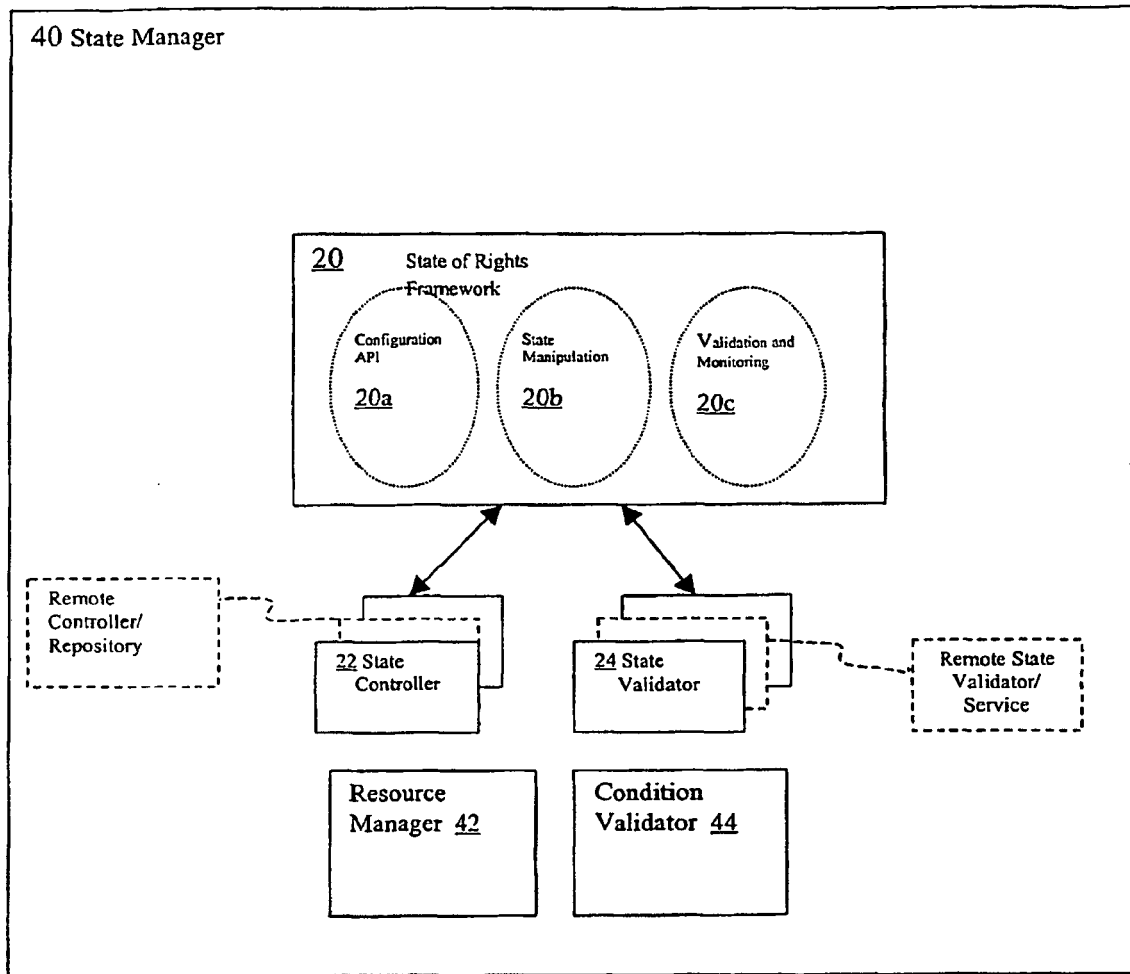 40 State Manager
20 State of Rights
Framework
Configuration
API
20a
State
Manipulation
20b
Validation and
Monitoring
20c
Remote
Controller/
Repository
22 State
Controller
24 State
Validator
Remote State
Validator/
Service
Resource
Manager 42
Condition
Validator 44